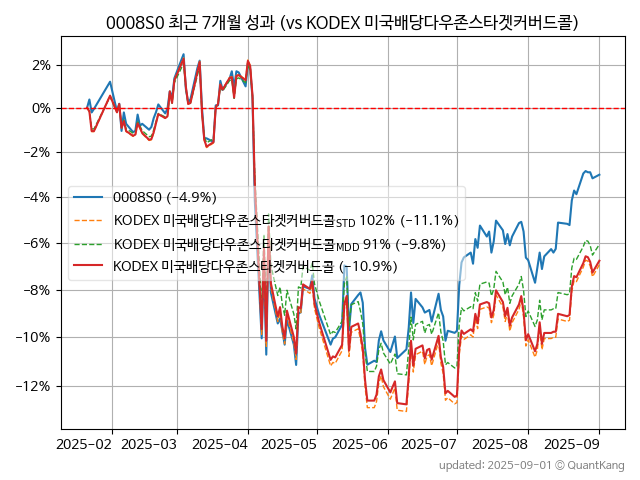 0008S0 최근 7개월 성과 (vs KODEX 미국배당다우존스타겟커버드콜)
2%
0%
−2%
−4%
−6%
−8%
−10%
−12%
0008S0 (−4.9%)
KODEX 미국배당다우존스타겟커버드콜STD 102% (−11.1%)
KODEX 미국배당다우존스타겟커버드콜MDD 91% (−9.8%)
KODEX 미국배당다우존스타겟커버드콜 (−10.9%)
2025-02 2025-03 2025-04 2025-05 2025-06 2025-07 2025-08 2025-09
updated: 2025-09-01 © QuantKang